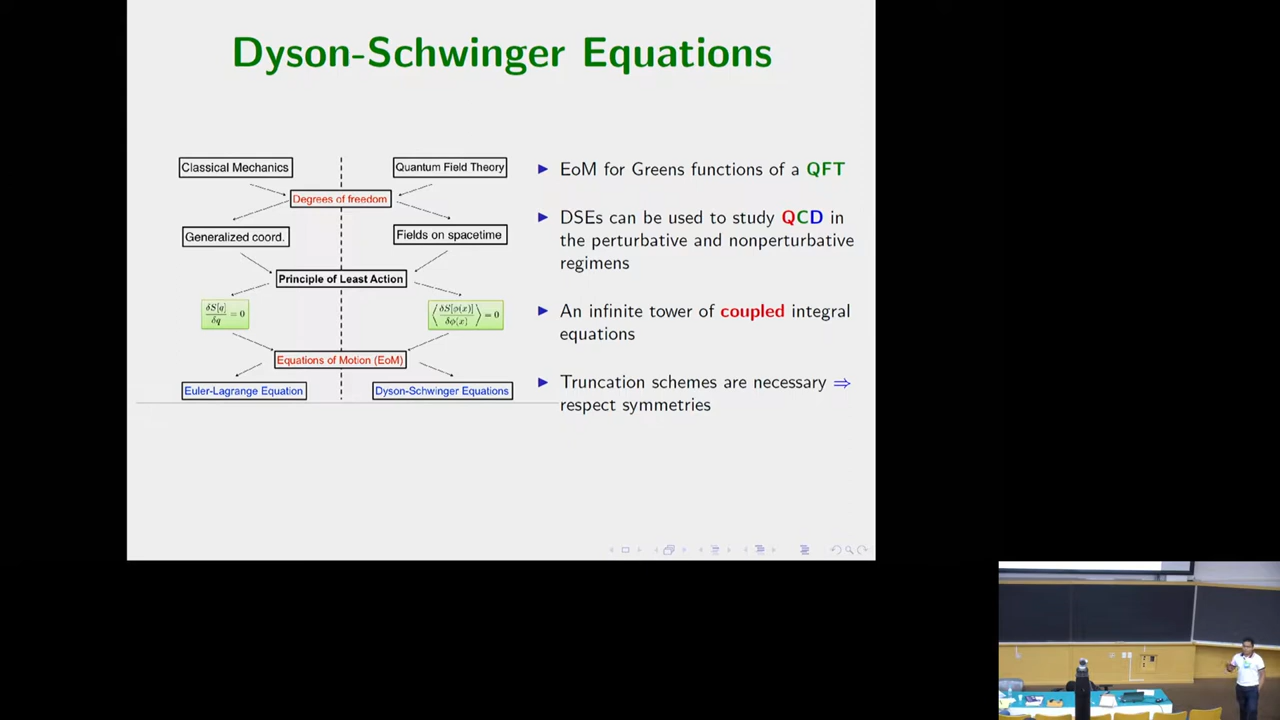 Dyson-Schwinger Equations
Classical Mechanics
Quantum Field Theory
Degrees of freedom
Generalized coord.
Fields on spacetime
Principle of Least Action
δS[q]/δq = 0
⟨δS[φ(x)]/δφ(x)⟩ = 0
Equations of Motion (EoM)
Euler-Lagrange Equation
Dyson-Schwinger Equations
▶ EoM for Greens functions of a QFT
▶ DSEs can be used to study QCD in
the perturbative and nonperturbative
regimens
▶ An infinite tower of coupled integral
equations
▶ Truncation schemes are necessary ⇒
respect symmetries